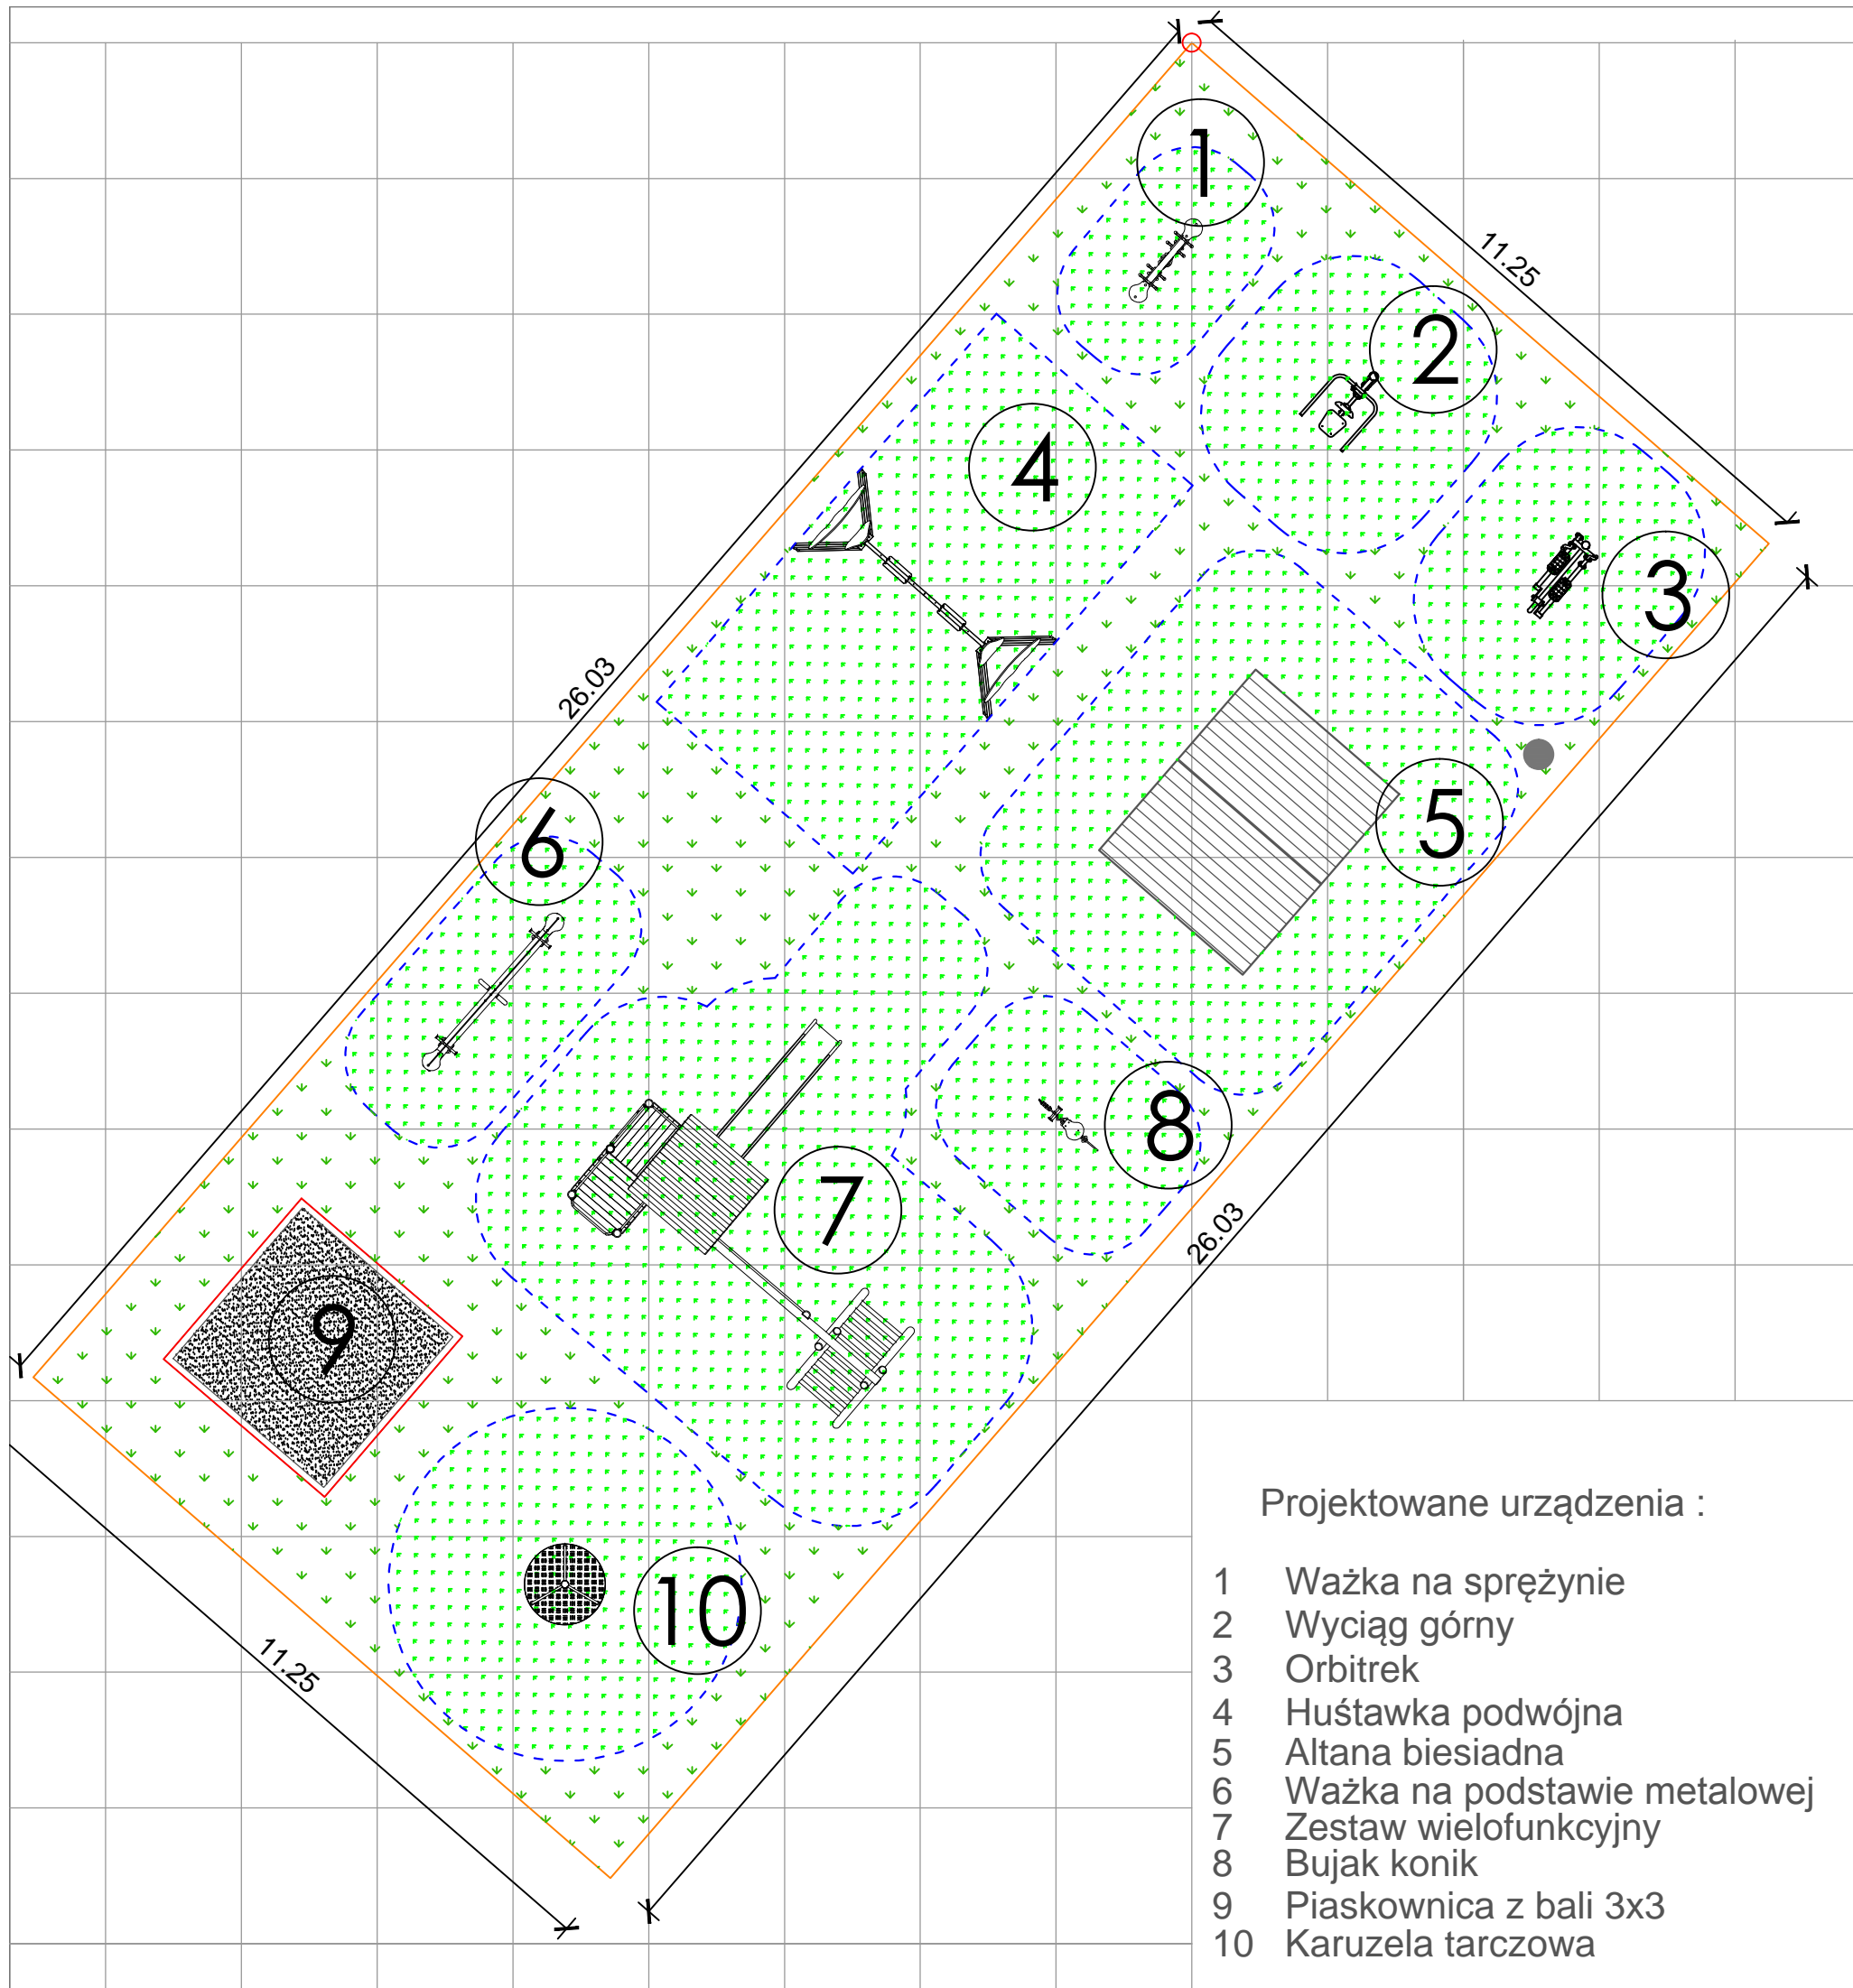 1
11.25
2
4
3
26.03
5
6
8
7
26.03
9
10
11.25
Projektowane urządzenia :
1 Ważka na sprężynie
2 Wyciąg górny
3 Orbitrek
4 Huśtawka podwójna
5 Altana biesiadna
6 Ważka na podstawie metalowej
7 Zestaw wielofunkcyjny
8 Bujak konik
9 Piaskownica z bali 3x3
10 Karuzela tarczowa